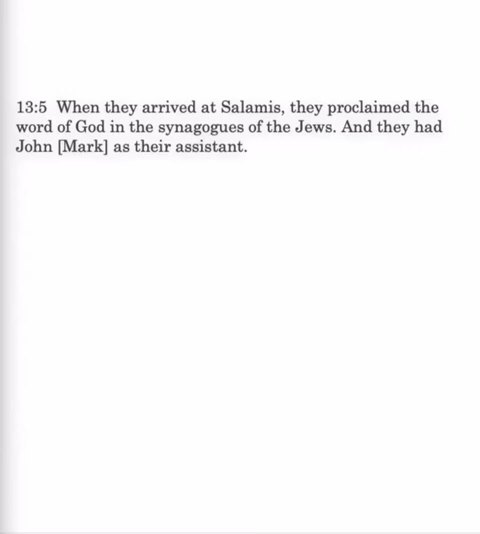 13:5 When they arrived at Salamis, they proclaimed the
word of God in the synagogues of the Jews. And they had
John [Mark] as their assistant.